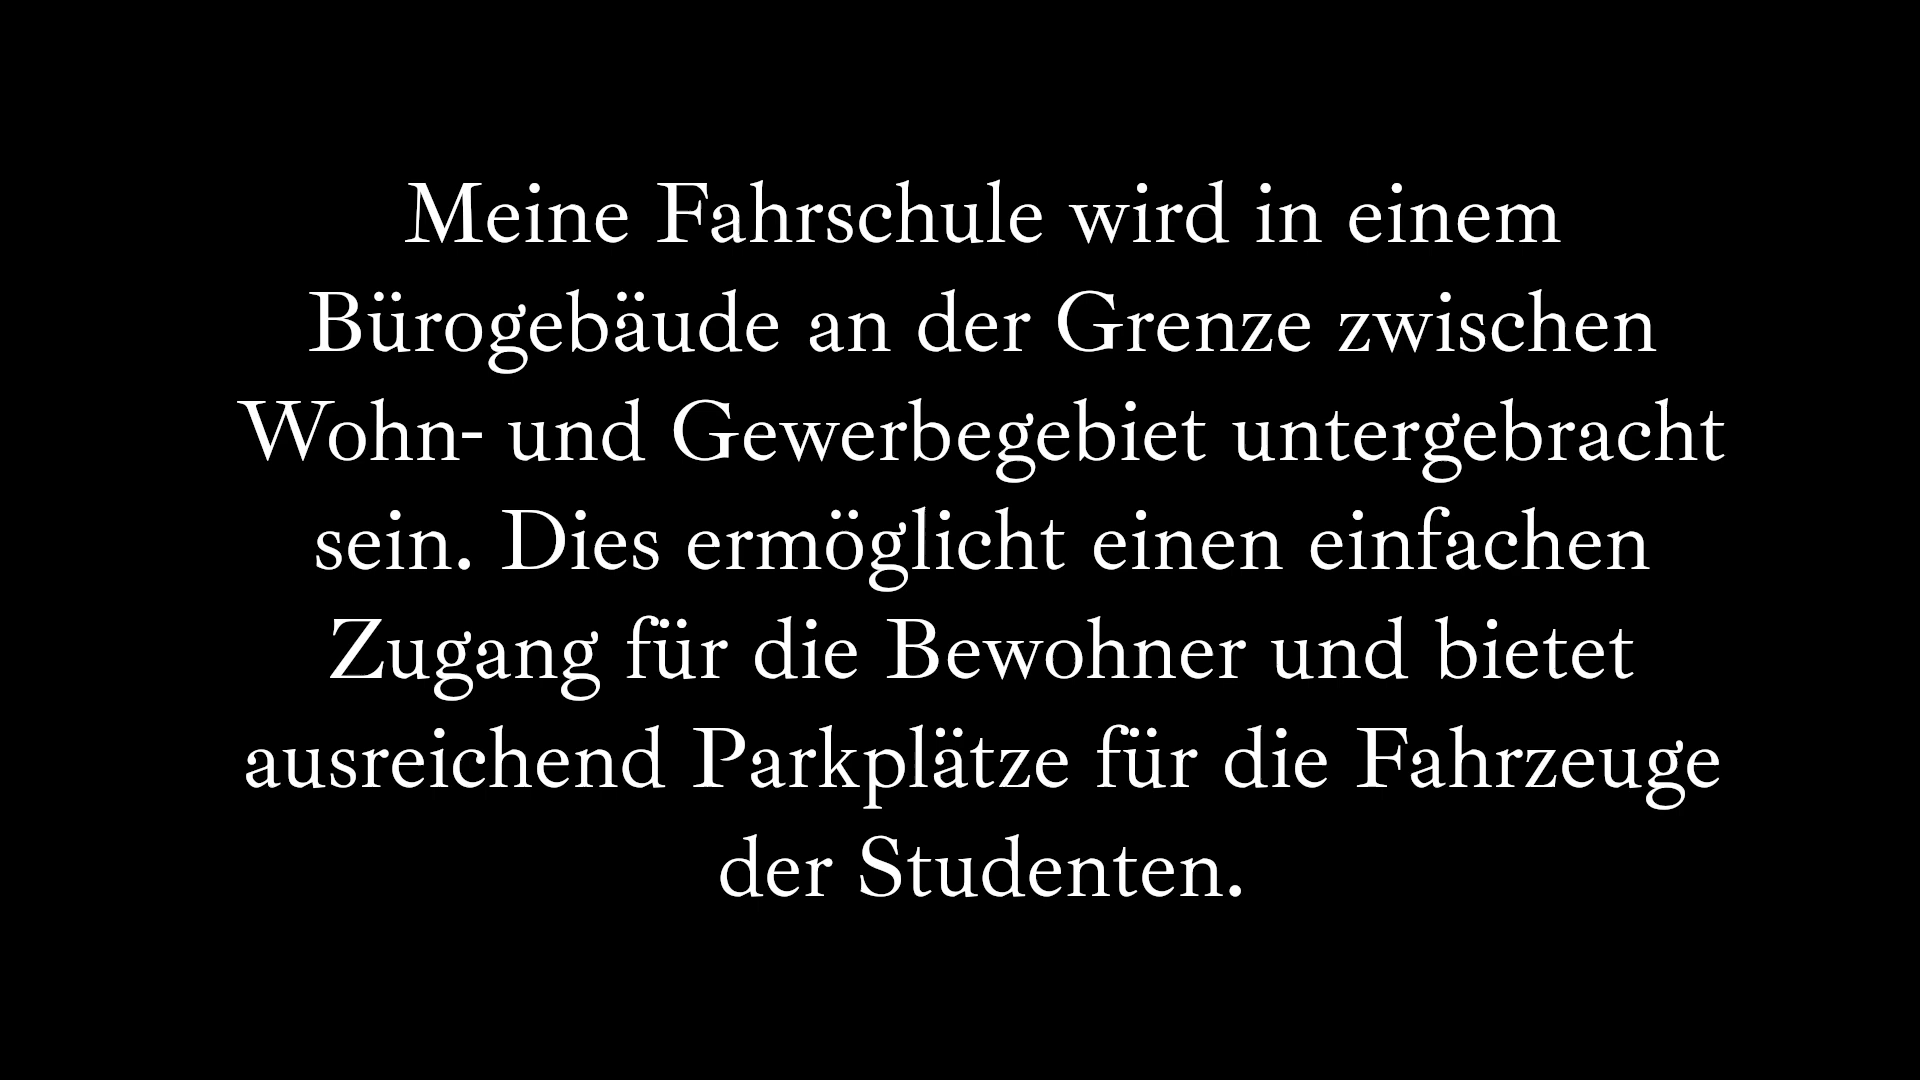 Meine Fahrschule wird in einem
Bürogebäude an der Grenze zwischen
Wohn- und Gewerbegebiet untergebracht
sein. Dies ermöglicht einen einfachen
Zugang für die Bewohner und bietet
ausreichend Parkplätze für die Fahrzeuge
der Studenten.